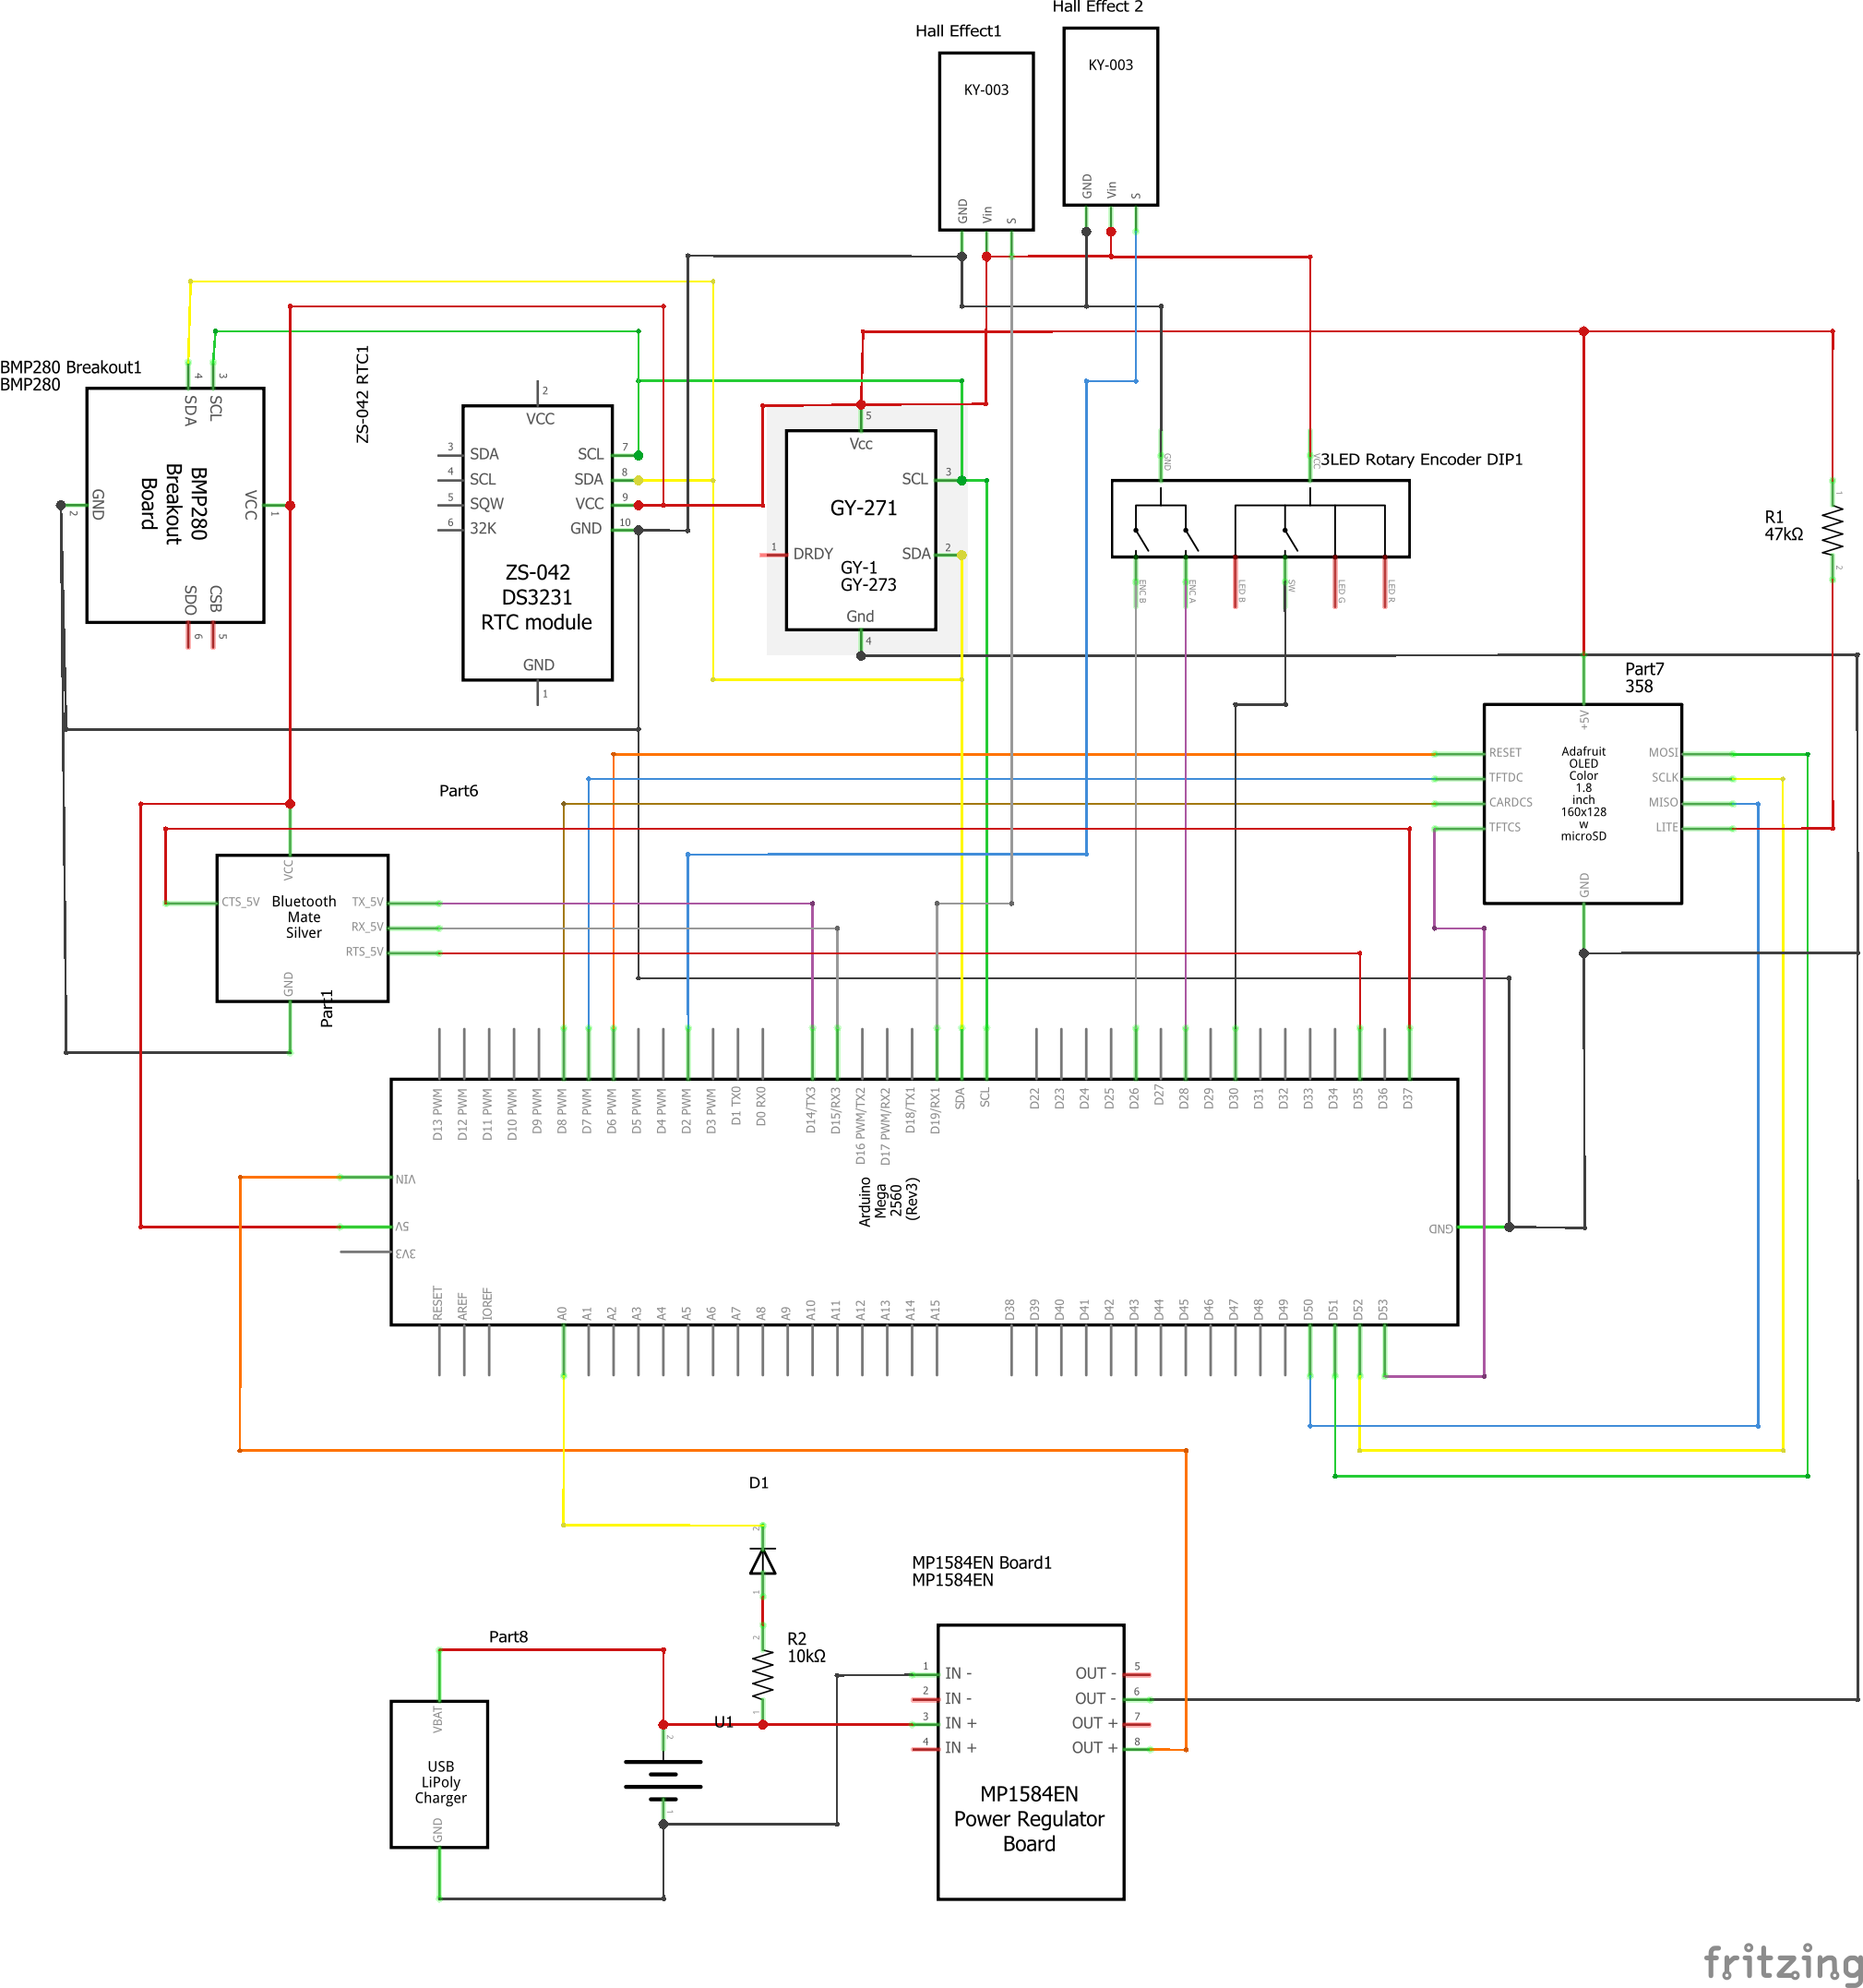 Hall Effect 2
Hall Effect1
KY-003
KY-003
GND
Vin
S
GND
Vin
S
BMP280 Breakout1
BMP280
4
3
SDA
SCL
BMP280
Breakout
Board
GND
2
VCC
1
SDO
CSB
6
5
ZS-042 RTC1
2
VCC
3
SDA
4
SCL
5
SQW
6
32K
SCL
7
SDA
8
VCC
9
GND
10
ZS-042
DS3231
RTC module
GND
1
5
Vcc
SCL
3
GY-271
1
DRDY
SDA
2
GY-1
GY-273
Gnd
4
3LED Rotary Encoder DIP1
GND
VCC
ENC B
ENC A
LED B
SW
LED G
LED R
R1
47kΩ
1
2
Part7
358
+5V
RESET
TFTDC
CARDCS
TFTCS
Adafruit
OLED
Color
1.8
inch
160x128
w
microSD
MOSI
SCLK
MISO
LITE
GND
Part6
VCC
CTS_5V
Bluetooth
Mate
Silver
TX_5V
RX_5V
RTS_5V
GND
Part1
D13 PWM
D12 PWM
D11 PWM
D10 PWM
D9 PWM
D8 PWM
D7 PWM
D6 PWM
D5 PWM
D4 PWM
D2 PWM
D3 PWM
D1 TX0
D0 RX0
D14/TX3
D15/RX3
D16 PWM/TX2
D17 PWM/RX2
D18/TX1
D19/RX1
SDA
SCL
D22
D23
D24
D25
D26
D27
D28
D29
D30
D31
D32
D33
D34
D35
D36
D37
VIN
5V
3V3
Arduino
Mega
2560
(Rev3)
GND
RESET
AREF
IOREF
A0
A1
A2
A3
A4
A5
A6
A7
A8
A9
A10
A11
A12
A13
A14
A15
D38
D39
D40
D41
D42
D43
D44
D45
D46
D47
D48
D49
D50
D51
D52
D53
D1
2
1
R2
10kΩ
2
1
MP1584EN Board1
MP1584EN
1
IN -
2
IN -
3
IN +
4
IN +
OUT -
5
OUT -
6
OUT +
7
OUT +
8
MP1584EN
Power Regulator
Board
Part8
VBAT
USB
LiPoly
Charger
GND
U1
2
1
fritzing